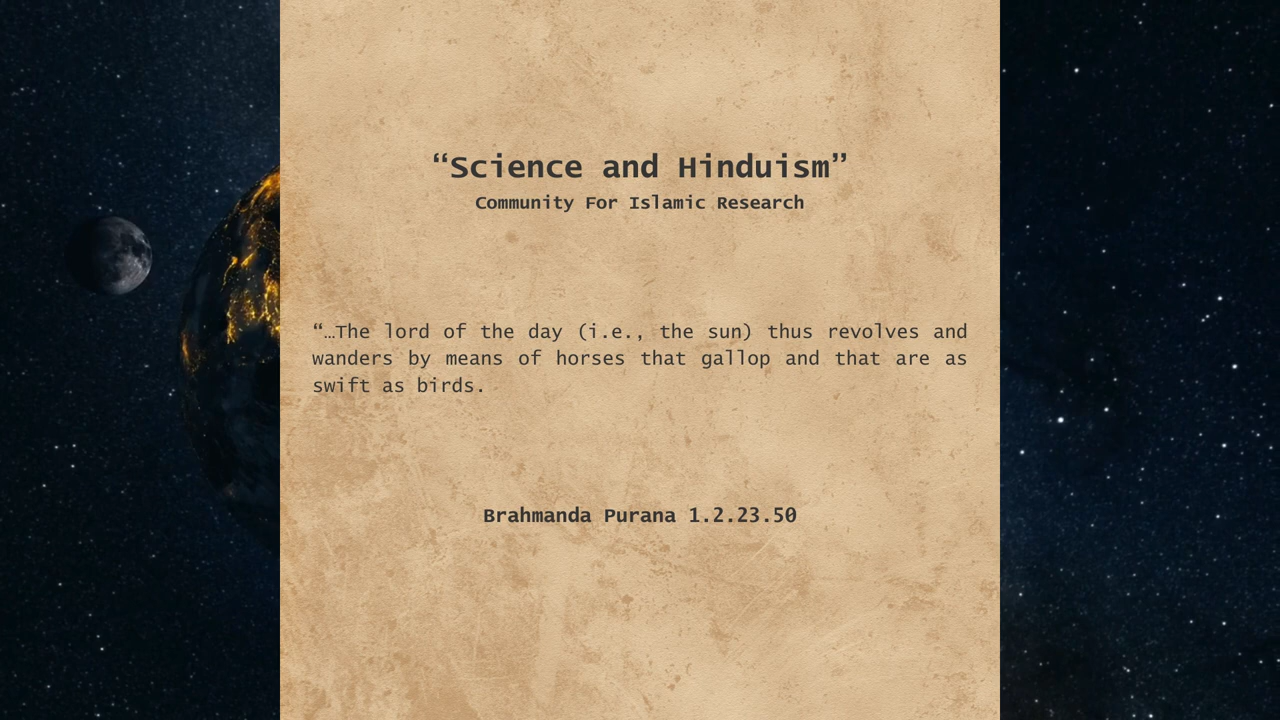 “Science and Hinduism”
Community For Islamic Research
“…The lord of the day (i.e., the sun) thus revolves and
wanders by means of horses that gallop and that are as
swift as birds.
Brahmanda Purana 1.2.23.50